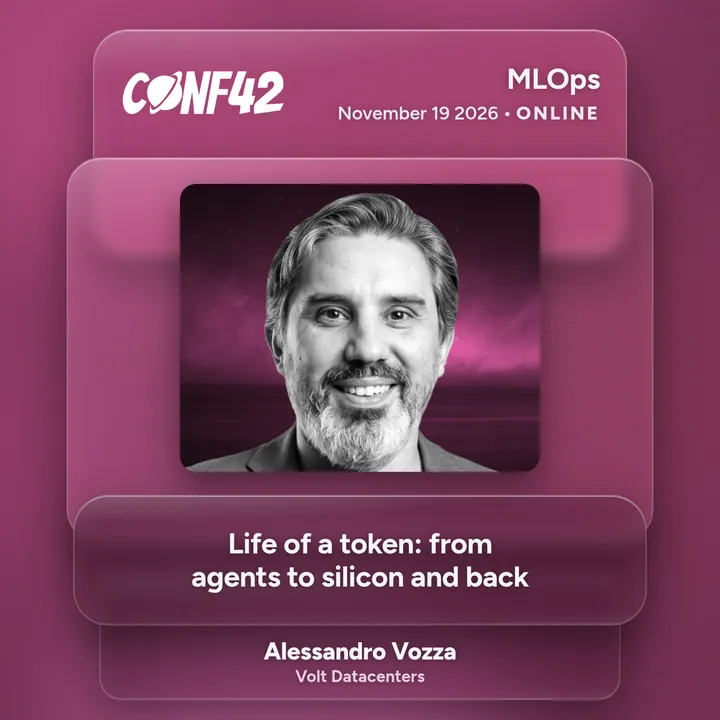 CONF42
MLOps
November 19 2026 • ONLINE
Life of a token: from
agents to silicon and back
Alessandro Vozza
Volt Datacenters